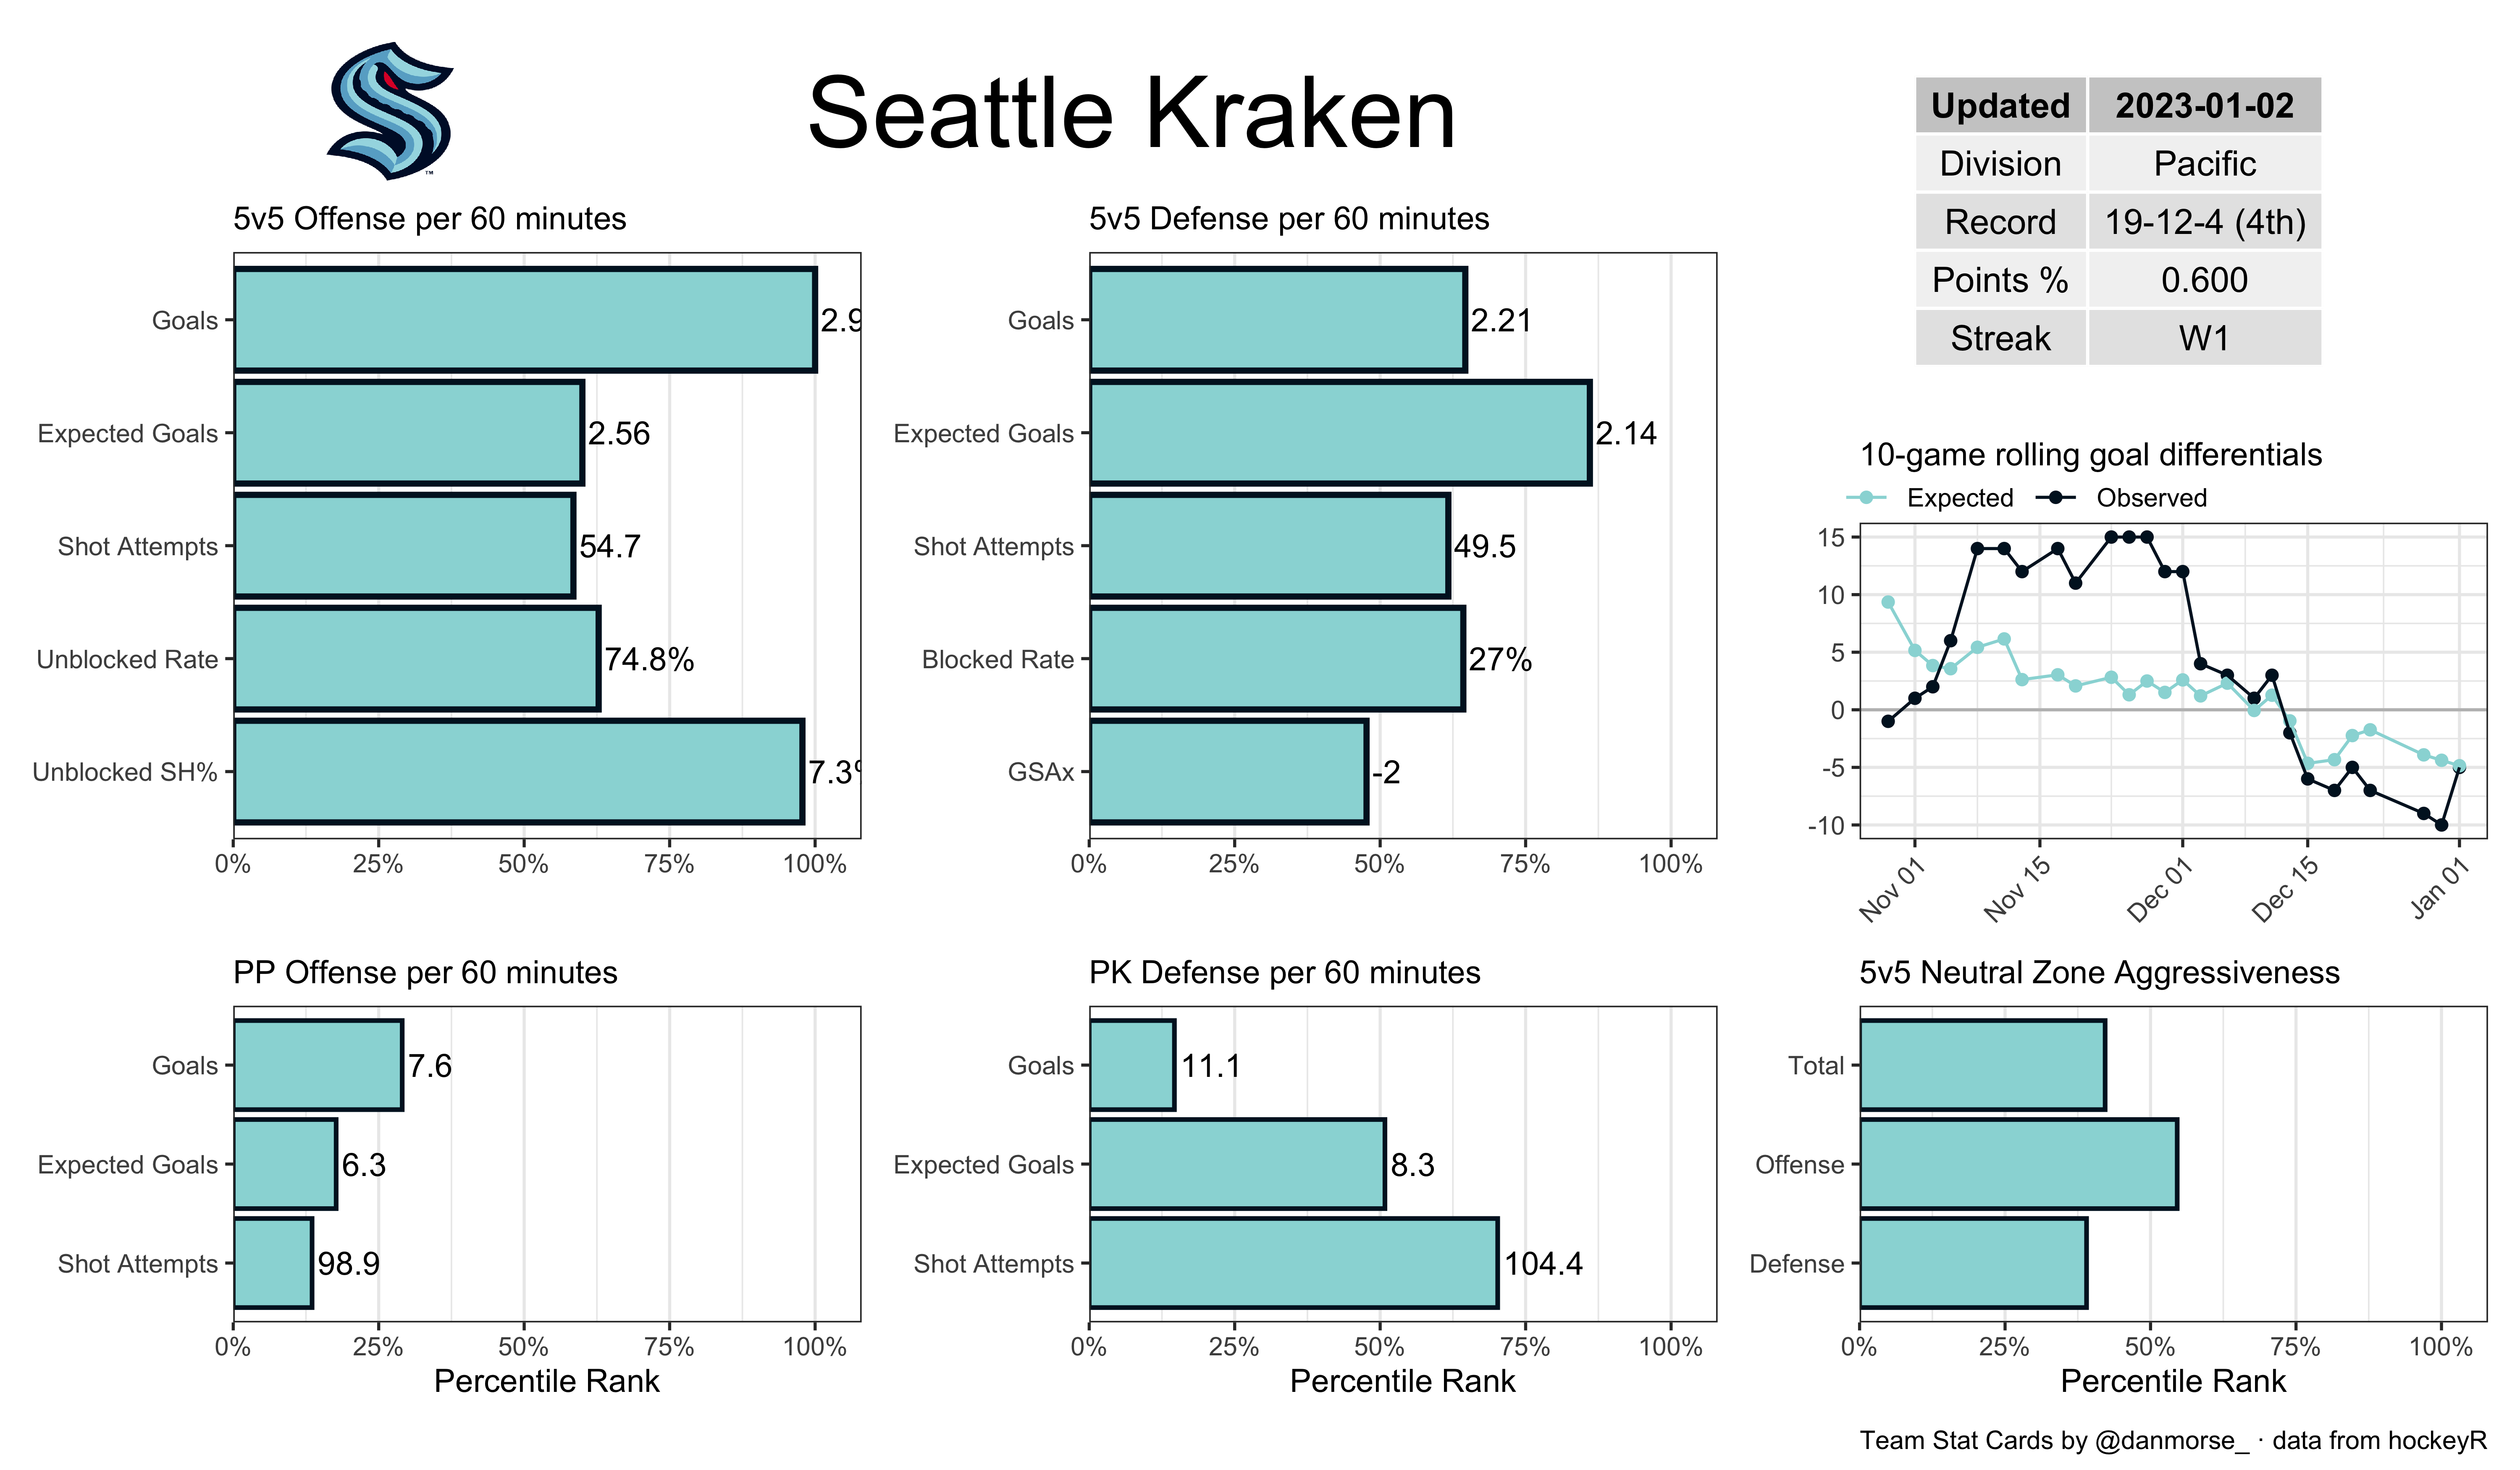 Seattle Kraken
Updated 2023-01-02
Division Pacific
Record 19-12-4 (4th)
Points % 0.600
Streak W1
5v5 Offense per 60 minutes
Goals 2.9
Expected Goals 2.56
Shot Attempts 54.7
Unblocked Rate 74.8%
Unblocked SH% 7.3%
0% 25% 50% 75% 100%
5v5 Defense per 60 minutes
Goals 2.21
Expected Goals 2.14
Shot Attempts 49.5
Blocked Rate 27%
GSAx -2
0% 25% 50% 75% 100%
10-game rolling goal differentials
Expected Observed
15
10
5
0
-5
-10
Nov 01 Nov 15 Dec 01 Dec 15 Jan 01
PP Offense per 60 minutes
Goals 7.6
Expected Goals 6.3
Shot Attempts 98.9
0% 25% 50% 75% 100%
Percentile Rank
PK Defense per 60 minutes
Goals 11.1
Expected Goals 8.3
Shot Attempts 104.4
0% 25% 50% 75% 100%
Percentile Rank
5v5 Neutral Zone Aggressiveness
Total
Offense
Defense
0% 25% 50% 75% 100%
Percentile Rank
Team Stat Cards by @danmorse_ · data from hockeyR